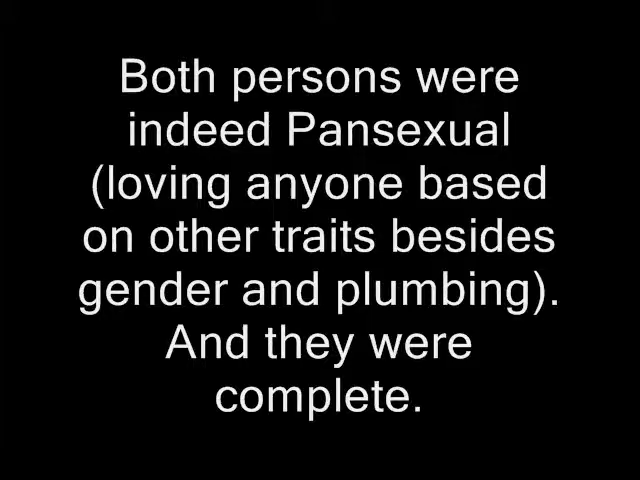 Both persons were
indeed Pansexual
(loving anyone based
on other traits besides
gender and plumbing).
And they were
complete.